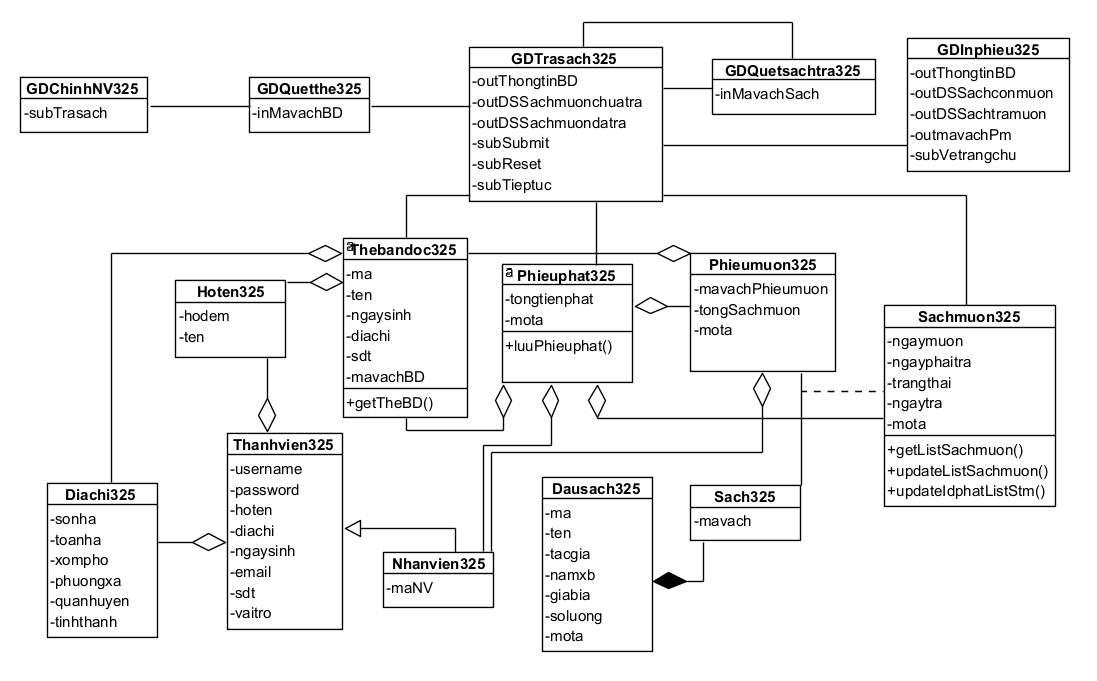 GDChinhNV325
-subTrasach
GDQuetthe325
-inMavachBD
GDTrasach325
-outThongtinBD
-outDSSachmuonchuatra
-outDSSachmuondatra
-subSubmit
-subReset
-subTieptuc
GDQuetsachtra325
-inMavachSach
GDInphieu325
-outThongtinBD
-outDSSachconmuon
-outDSSachtramuon
-outmavachPm
-subVetrangchu
Hoten325
-hodem
-ten
a
Thebandoc325
-ma
-ten
-ngaysinh
-diachi
-sdt
-mavachBD
+getTheBD()
a
Phieuphat325
-tongtienphat
-mota
+luuPhieuphat()
Phieumuon325
-mavachPhieumuon
-tongSachmuon
-mota
Sachmuon325
-ngaymuon
-ngayphaitra
-trangthai
-ngaytra
-mota
+getListSachmuon()
+updateListSachmuon()
+updateIdphatListStm()
Diachi325
-sonha
-toanha
-xompho
-phuongxa
-quanhuyen
-tinhthanh
Thanhvien325
-username
-password
-hoten
-diachi
-ngaysinh
-email
-sdt
-vaitro
Nhanvien325
-maNV
Dausach325
-ma
-ten
-tacgia
-namxb
-giabia
-soluong
-mota
Sach325
-mavach